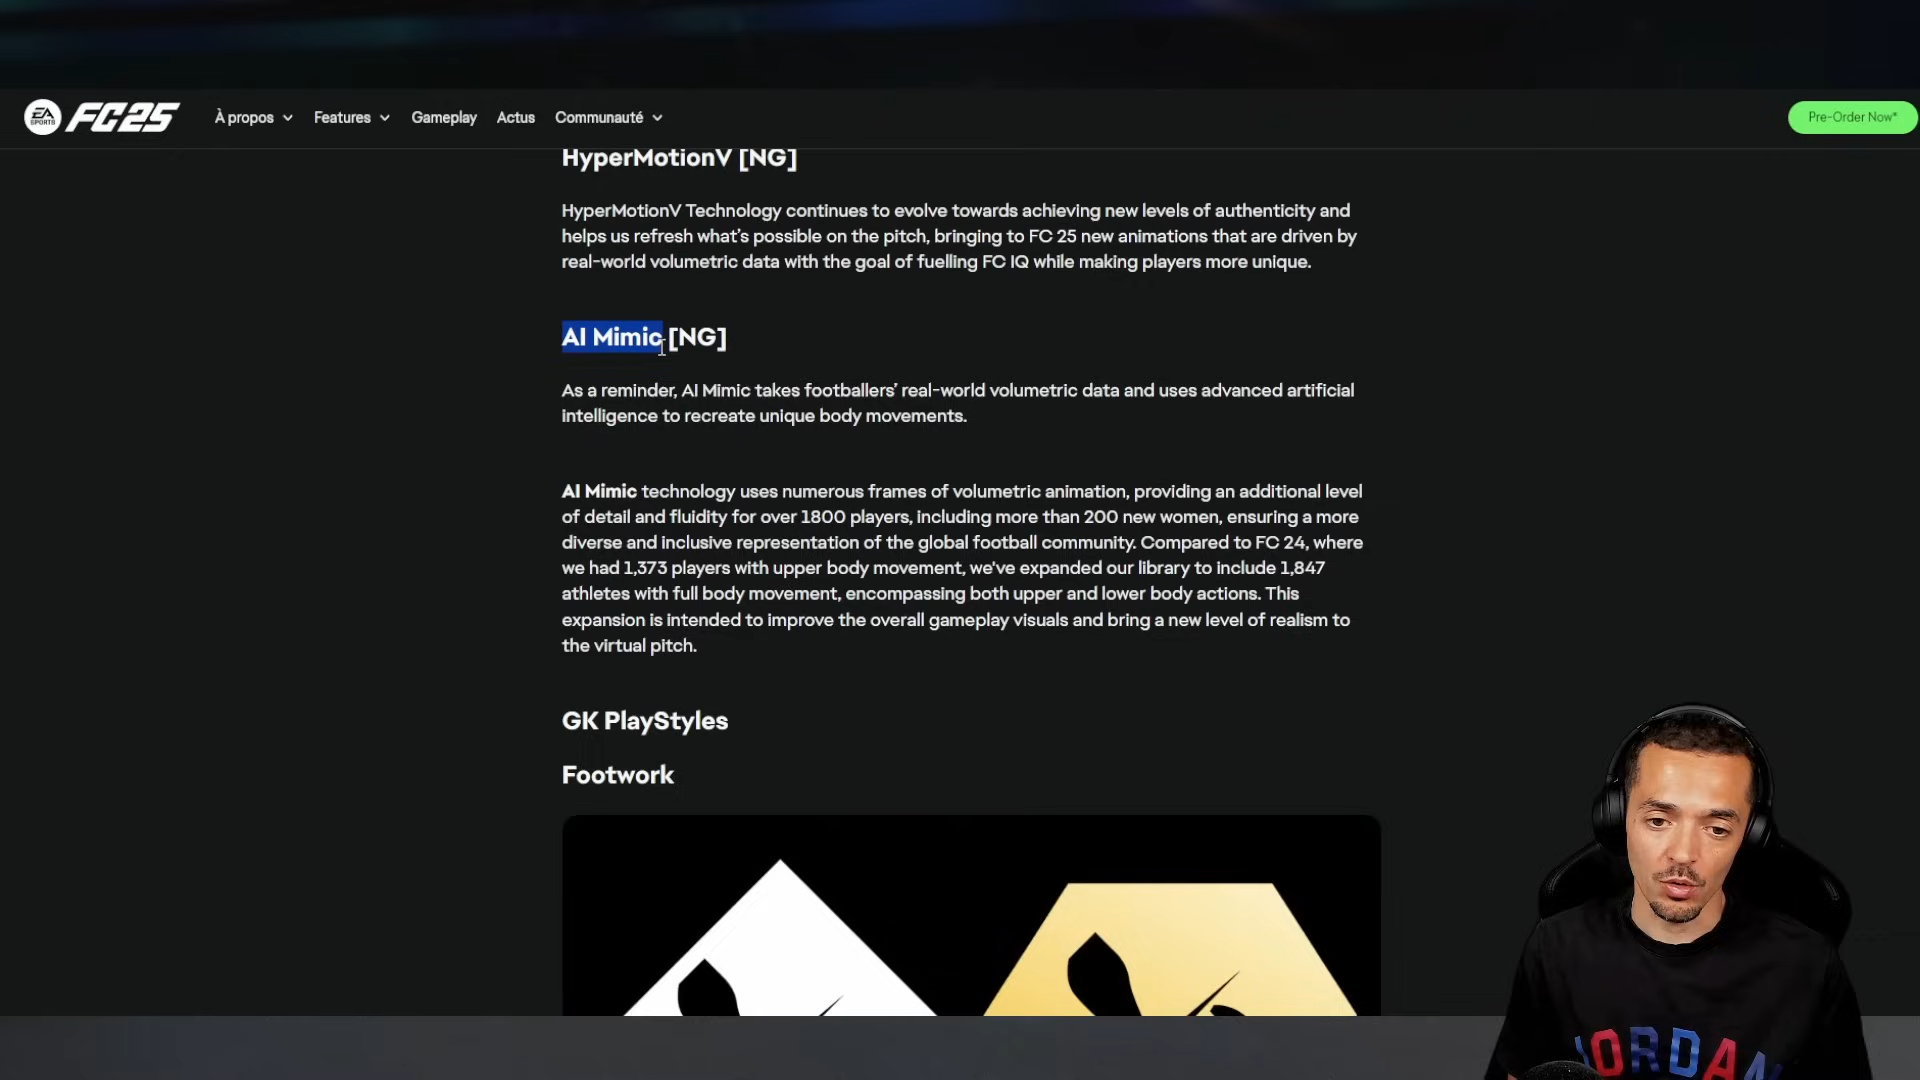 EA SPORTS FC 25
À propos
Features
Gameplay
Actus
Communauté
Pre-Order Now*
HyperMotionV [NG]
HyperMotionV Technology continues to evolve towards achieving new levels of authenticity and
helps us refresh what’s possible on the pitch, bringing to FC 25 new animations that are driven by
real-world volumetric data with the goal of fuelling FC IQ while making players more unique.
AI Mimic [NG]
As a reminder, AI Mimic takes footballers’ real-world volumetric data and uses advanced artificial
intelligence to recreate unique body movements.
AI Mimic technology uses numerous frames of volumetric animation, providing an additional level
of detail and fluidity for over 1800 players, including more than 200 new women, ensuring a more
diverse and inclusive representation of the global football community. Compared to FC 24, where
we had 1,373 players with upper body movement, we've expanded our library to include 1,847
athletes with full body movement, encompassing both upper and lower body actions. This
expansion is intended to improve the overall gameplay visuals and bring a new level of realism to
the virtual pitch.
GK PlayStyles
Footwork
JORDAN